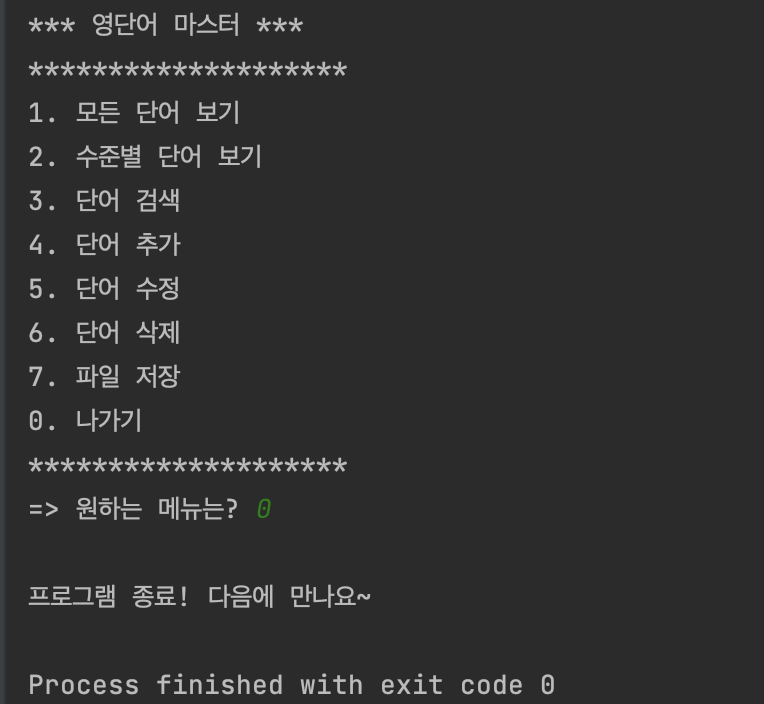 *** 영단어 마스터 ***
********************
1. 모든 단어 보기
2. 수준별 단어 보기
3. 단어 검색
4. 단어 추가
5. 단어 수정
6. 단어 삭제
7. 파일 저장
0. 나가기
********************
=> 원하는 메뉴는? 0
프로그램 종료! 다음에 만나요~
Process finished with exit code 0